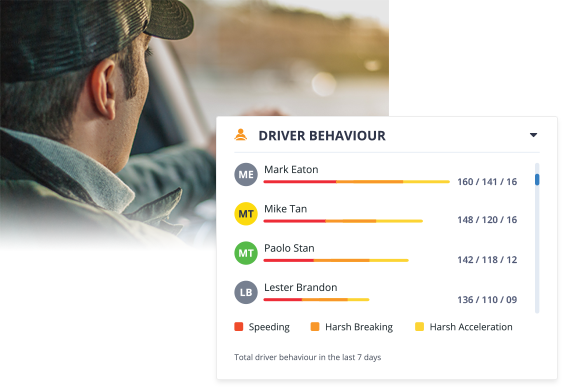 DRIVER BEHAVIOUR
ME
Mark Eaton
160 / 141 / 16
MT
Mike Tan
148 / 120 / 16
MT
Paolo Stan
142 / 118 / 12
LB
Lester Brandon
136 / 110 / 09
Speeding
Harsh Breaking
Harsh Acceleration
Total driver behaviour in the last 7 days